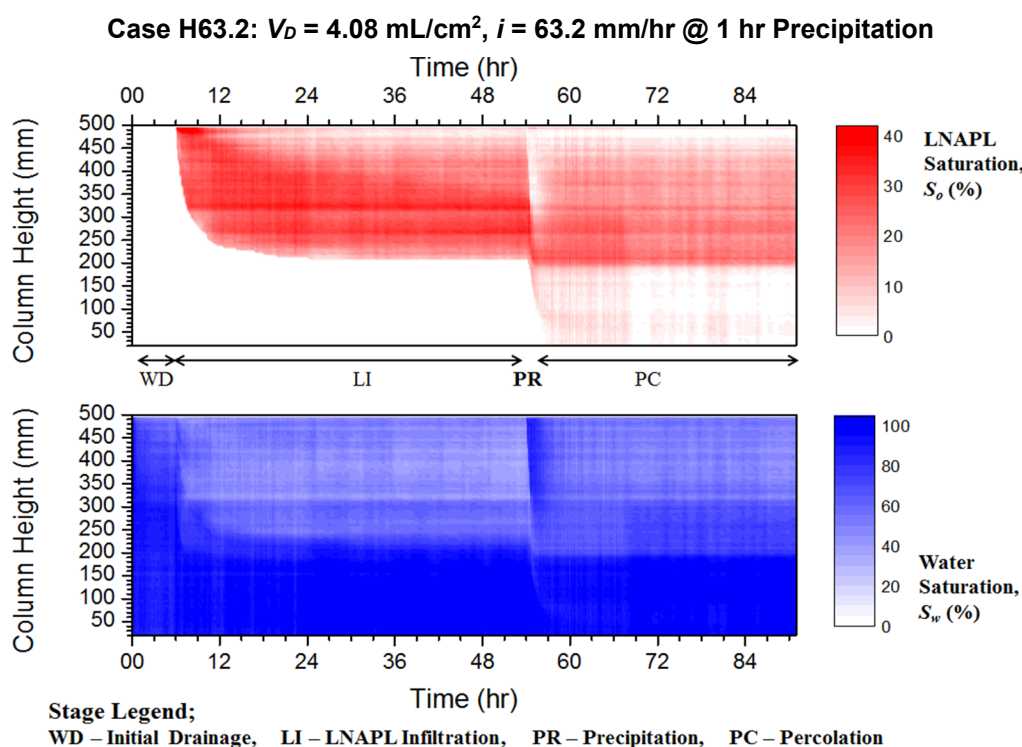 Case H63.2: V_D = 4.08 mL/cm², i = 63.2 mm/hr @ 1 hr Precipitation
Time (hr)
00 12 24 36 48 60 72 84
Column Height (mm)
500
450
400
350
300
250
200
150
100
50
40
30
20
10
0
LNAPL
Saturation,
S_o (%)
WD LI PR PC
Column Height (mm)
500
450
400
350
300
250
200
150
100
50
100
80
60
40
20
0
Water
Saturation,
S_w (%)
00 12 24 36 48 60 72 84
Time (hr)
Stage Legend;
WD – Initial Drainage, LI – LNAPL Infiltration, PR – Precipitation, PC – Percolation